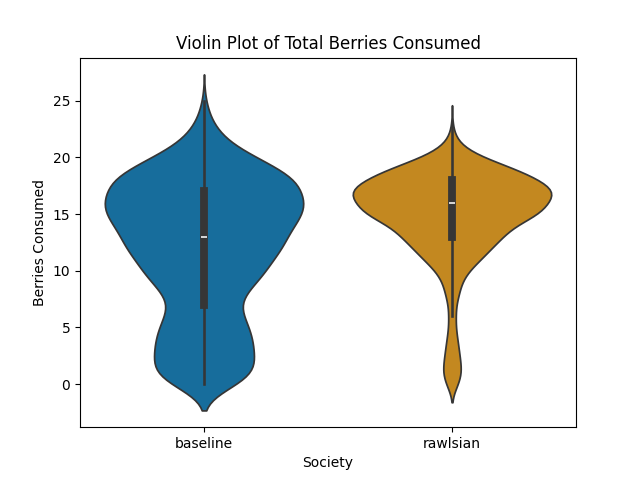 Violin Plot of Total Berries Consumed
Berries Consumed
25
20
15
10
5
0
baseline
rawlsian
Society